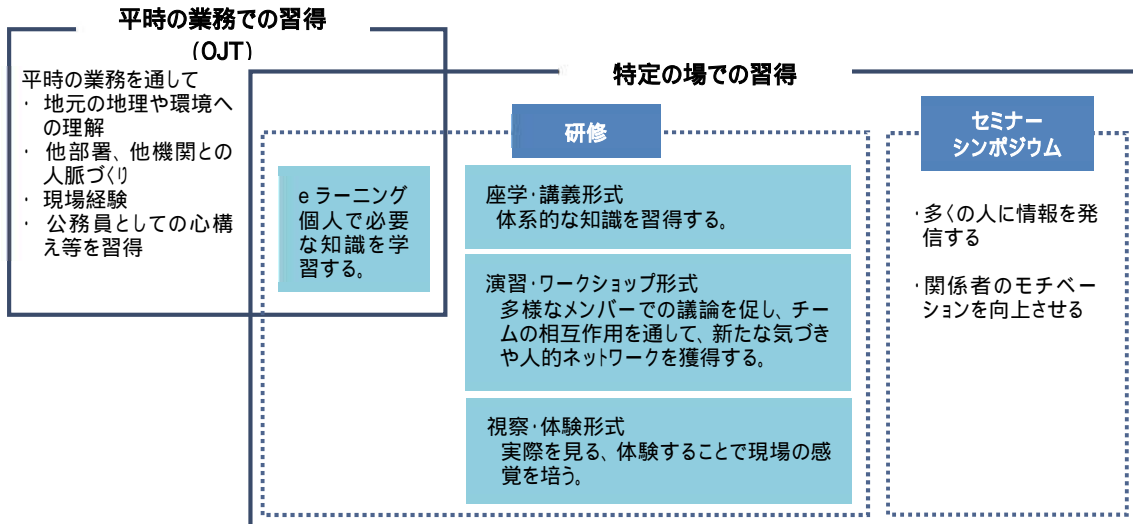 平時の業務での習得
(OJT)
平時の業務を通して
・ 地元の地理や環境へ
の理解
・ 他部署、他機関との
人脈づくり
・ 現場経験
・ 公務員としての心構
え等を習得
特定の場での習得
研修
eラーニング
個人で必要
な知識を学
習する。
座学・講義形式
体系的な知識を習得する。
演習・ワークショップ形式
多様なメンバーでの議論を促し、チー
ムの相互作用を通して、新たな気づき
や人的ネットワークを獲得する。
視察・体験形式
実際を見る、体験することで現場の感
覚を培う。
セミナー
シンポジウム
・多くの人に情報を発
信する
・関係者のモチベー
ションを向上させる